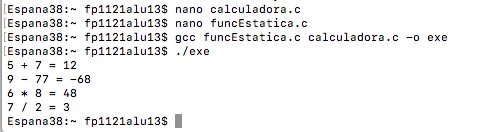 Espana38:~ fp1121alu13$ nano calculadora.c
[Espana38:~ fp1121alu13$ nano funcEstatica.c
[Espana38:~ fp1121alu13$ gcc funcEstatica.c calculadora.c -o exe
[Espana38:~ fp1121alu13$ ./exe
5 + 7 = 12
9 - 77 = -68
6 * 8 = 48
7 / 2 = 3
Espana38:~ fp1121alu13$